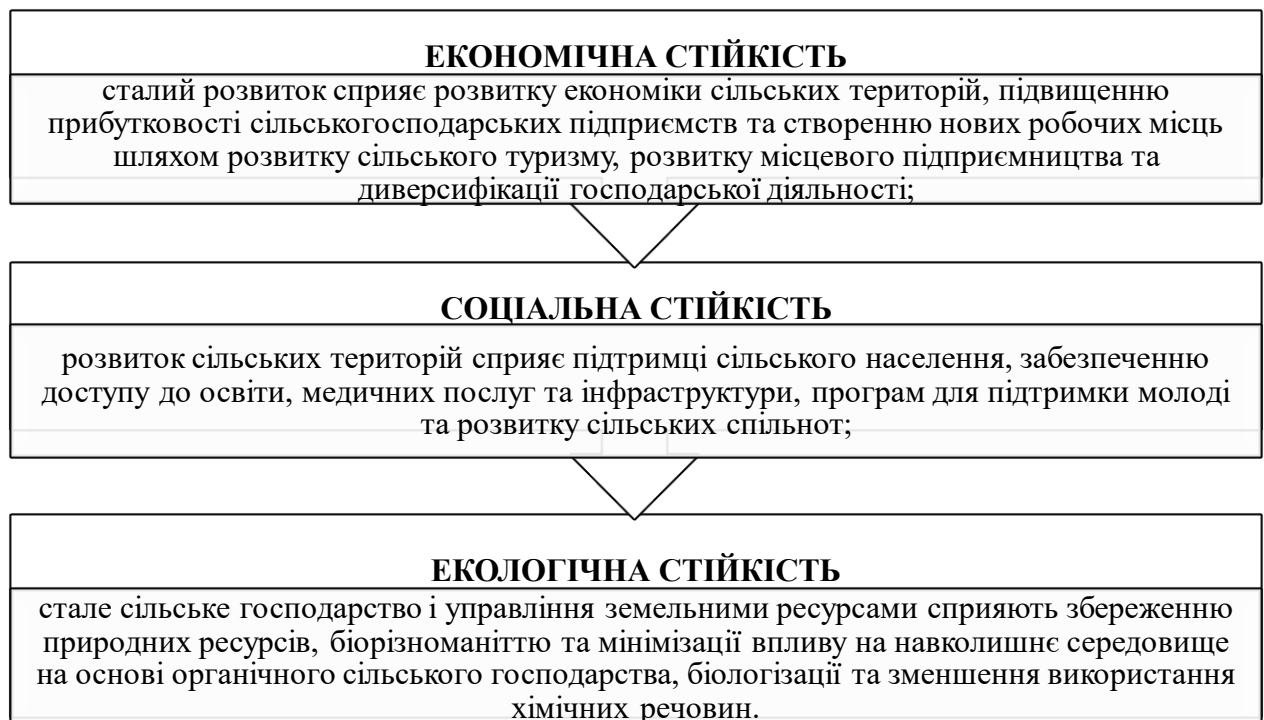 ЕКОНОМІЧНА СТІЙКІСТЬ
сталий розвиток сприяє розвитку економіки сільських територій, підвищенню
прибутковості сільськогосподарських підприємств та створенню нових робочих місць
шляхом розвитку сільського туризму, розвитку місцевого підприємництва та
диверсифікації господарської діяльності;
СОЦІАЛЬНА СТІЙКІСТЬ
розвиток сільських територій сприяє підтримці сільського населення, забезпеченню
доступу до освіти, медичних послуг та інфраструктури, програм для підтримки молоді
та розвитку сільських спільнот;
ЕКОЛОГІЧНА СТІЙКІСТЬ
стале сільське господарство і управління земельними ресурсами сприяють збереженню
природних ресурсів, біорізноманіттю та мінімізації впливу на навколишнє середовище
на основі органічного сільського господарства, біологізації та зменшення використання
хімічних речовин.